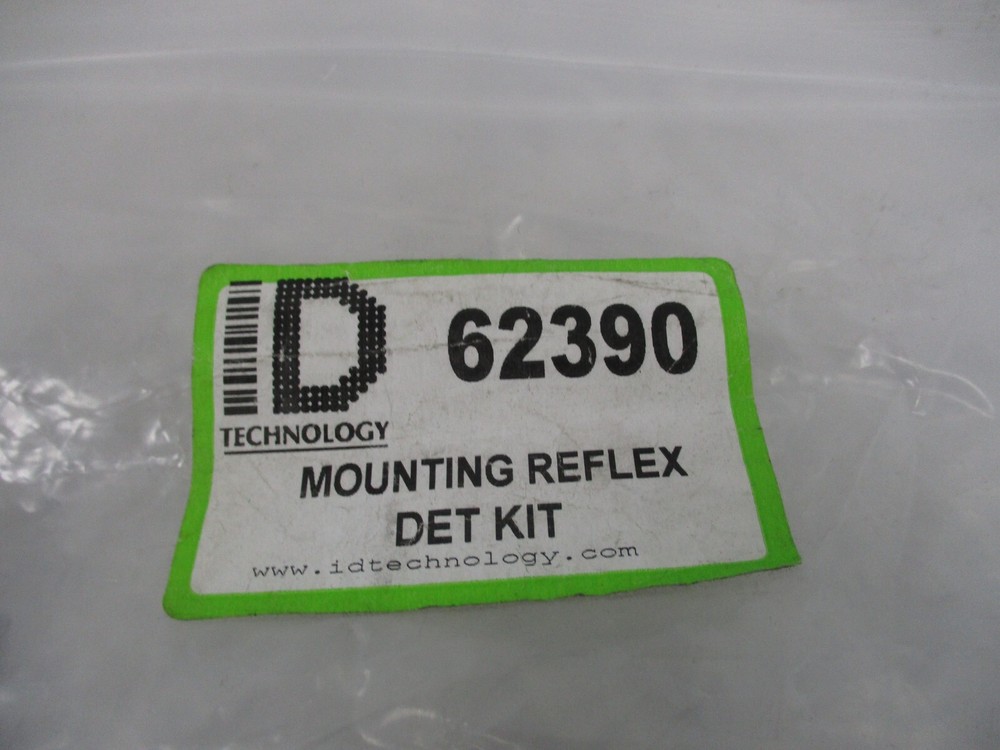 ID
TECHNOLOGY
62390
MOUNTING REFLEX
DET KIT
www.idtechnology.com